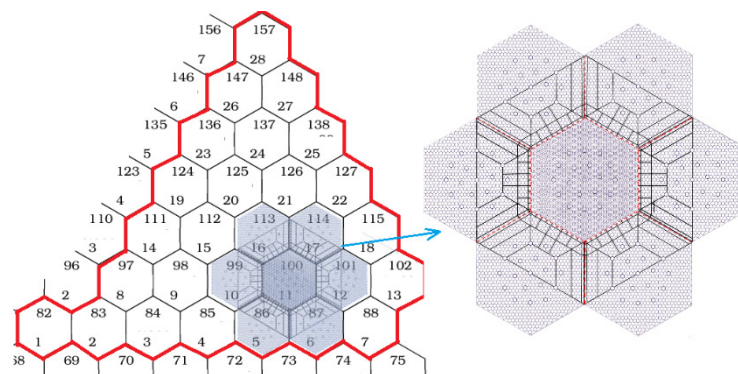 156 157
7 28
146 147 148
6 26 27
135 136 137 138
5 23 24 25
123 124 125 126 127
4 19 20 21 22
110 111 112 113 114 115
3 14 15 16 17 18
96 97 98 99 100 101 102
2 8 9 10 11 12 13
82 83 84 85 86 87 88
1 2 3 4 5 6 7
68 69 70 71 72 73 74 75